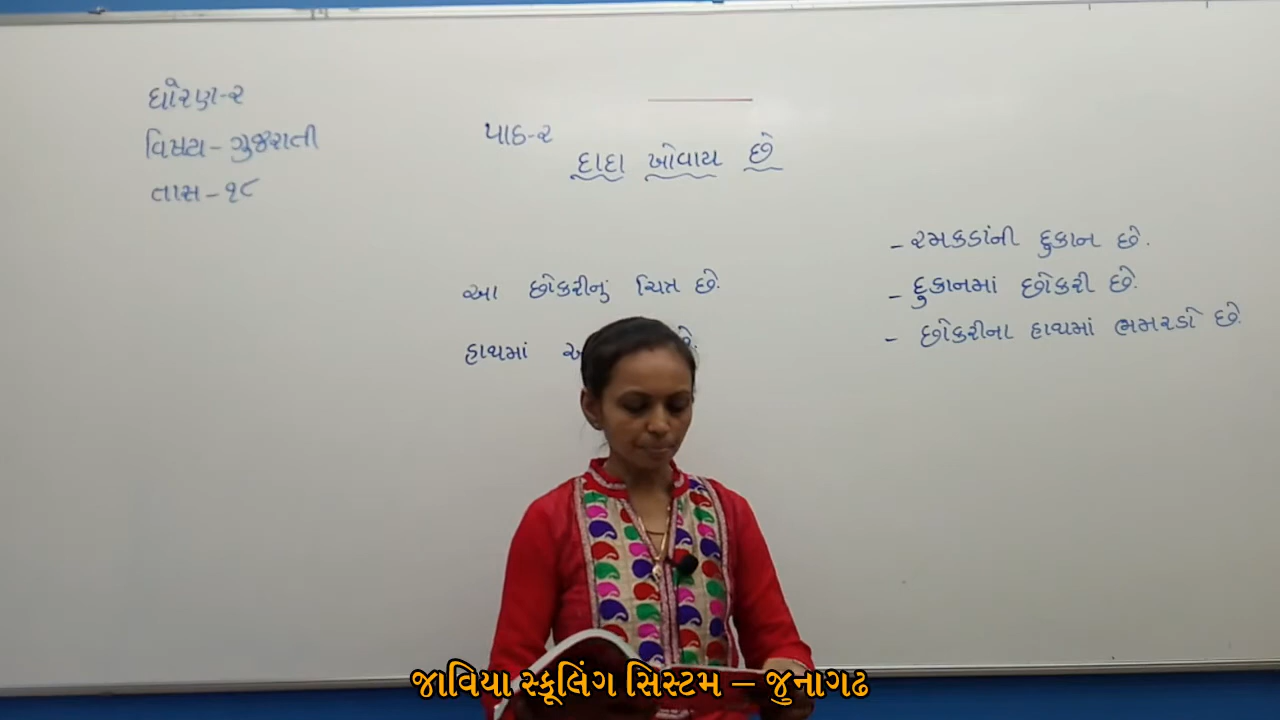 ધોરણ-૨
વિષય - ગુજરાતી
તાસ - ૧૮
પાઠ-૨
દાદા ખોવાય છે
આ છોકરીનું ચિત્ર છે.
હાથમાં છે.
- રમકડાંની દુકાન છે.
- દુકાનમાં છોકરી છે.
- છોકરીના હાથમાં ભમરડો છે.
જાવિયા સ્કૂલિંગ સિસ્ટમ – જુનાગઢ